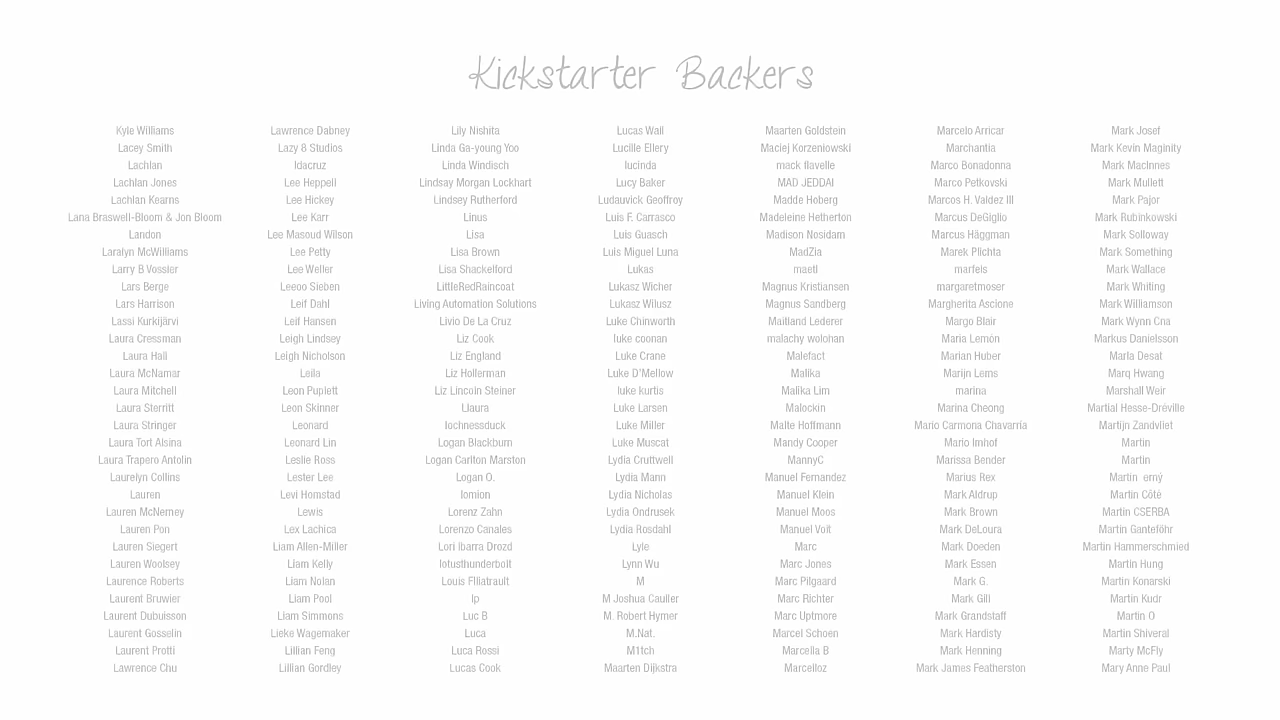 Kickstarter Backers
Kyle Williams
Lacey Smith
Lachlan
Lachlan Jones
Lachlan Kearns
Lana Braswell-Bloom & Jon Bloom
Landon
Laralyn McWilliams
Larry B Vossler
Lars Berge
Lars Harrison
Lassi Kurkijärvi
Laura Cressman
Laura Hall
Laura McNamar
Laura Mitchell
Laura Sterritt
Laura Stringer
Laura Tort Alsina
Laura Trapero Antolin
Laurelyn Collins
Lauren
Lauren McNerney
Lauren Pon
Lauren Siegert
Lauren Woolsey
Laurence Roberts
Laurent Bruwier
Laurent Dubuisson
Laurent Gosselin
Laurent Protti
Lawrence Chu
Lawrence Dabney
Lazy 8 Studios
ldacruz
Lee Heppell
Lee Hickey
Lee Karr
Lee Masoud Wilson
Lee Petty
Lee Weller
Leeoo Sieben
Leif Dahl
Leif Hansen
Leigh Lindsey
Leigh Nicholson
Leila
Leon Puplett
Leon Skinner
Leonard
Leonard Lin
Leslie Ross
Lester Lee
Levi Homstad
Lewis
Lex Lachica
Liam Allen-Miller
Liam Kelly
Liam Nolan
Liam Pool
Liam Simmons
Lieke Wagemaker
Lillian Feng
Lillian Gordley
Lily Nishita
Linda Ga-young Yoo
Linda Windisch
Lindsay Morgan Lockhart
Lindsey Rutherford
Linus
Lisa
Lisa Brown
Lisa Shackelford
LittleRedRaincoat
Living Automation Solutions
Livio De La Cruz
Liz Cook
Liz England
Liz Holterman
Liz Lincoln Steiner
Llaura
lochnessduck
Logan Blackburn
Logan Carlton Marston
Logan O.
lomion
Lorenz Zahn
Lorenzo Canales
Lori Ibarra Drozd
lotusthunderbolt
Louis Flliatrault
lp
Luc B
Luca
Luca Rossi
Lucas Cook
Lucas Wall
Lucille Ellery
lucinda
Lucy Baker
Ludauvick Geoffroy
Luis F. Carrasco
Luis Guasch
Luis Miguel Luna
Lukas
Lukasz Wicher
Lukasz Wilusz
Luke Chinworth
luke coonan
Luke Crane
Luke D'Mellow
luke kurtis
Luke Larsen
Luke Miller
Luke Muscat
Lydia Cruttwell
Lydia Mann
Lydia Nicholas
Lydia Ondrusek
Lydia Rosdahl
Lyle
Lynn Wu
M
M Joshua Cauller
M. Robert Hymer
M.Nat.
M1tch
Maarten Dijkstra
Maarten Goldstein
Maciej Korzeniowski
mack flavelle
MAD JEDDAI
Madde Hoberg
Madeleine Hetherton
Madison Nosidam
MadZia
maetl
Magnus Kristiansen
Magnus Sandberg
Maitland Lederer
malachy wolohan
Malefact
Malika
Malika Lim
Malockin
Malte Hoffmann
Mandy Cooper
MannyC
Manuel Fernandez
Manuel Klein
Manuel Moos
Manuel Voit
Marc
Marc Jones
Marc Pilgaard
Marc Richter
Marc Uptmore
Marcel Schoen
Marcella B
Marcelloz
Marcelo Arricar
Marchantia
Marco Bonadonna
Marco Petkovski
Marcos H. Valdez III
Marcus DeGiglio
Marcus Häggman
Marek Plichta
marfels
margaretmoser
Margherita Ascione
Margo Blair
Maria Lemón
Marian Huber
Marijn Lems
marina
Marina Cheong
Mario Carmona Chavarría
Mario Imhof
Marissa Bender
Marius Rex
Mark Aldrup
Mark Brown
Mark DeLoura
Mark Doeden
Mark Essen
Mark G.
Mark Gill
Mark Grandstaff
Mark Hardisty
Mark Henning
Mark James Featherston
Mark Josef
Mark Kevin Maginity
Mark MacInnes
Mark Mullett
Mark Pajor
Mark Rubinkowski
Mark Solloway
Mark Something
Mark Wallace
Mark Whiting
Mark Williamson
Mark Wynn Cna
Markus Danielsson
Marla Desat
Marq Hwang
Marshall Weir
Martial Hesse-Dréville
Martijn Zandvliet
Martin
Martin
Martin erný
Martin Côté
Martin CSERBA
Martin Ganteföhr
Martin Hammerschmied
Martin Hung
Martin Konarski
Martin Kudr
Martin O
Martin Shiveral
Marty McFly
Mary Anne Paul